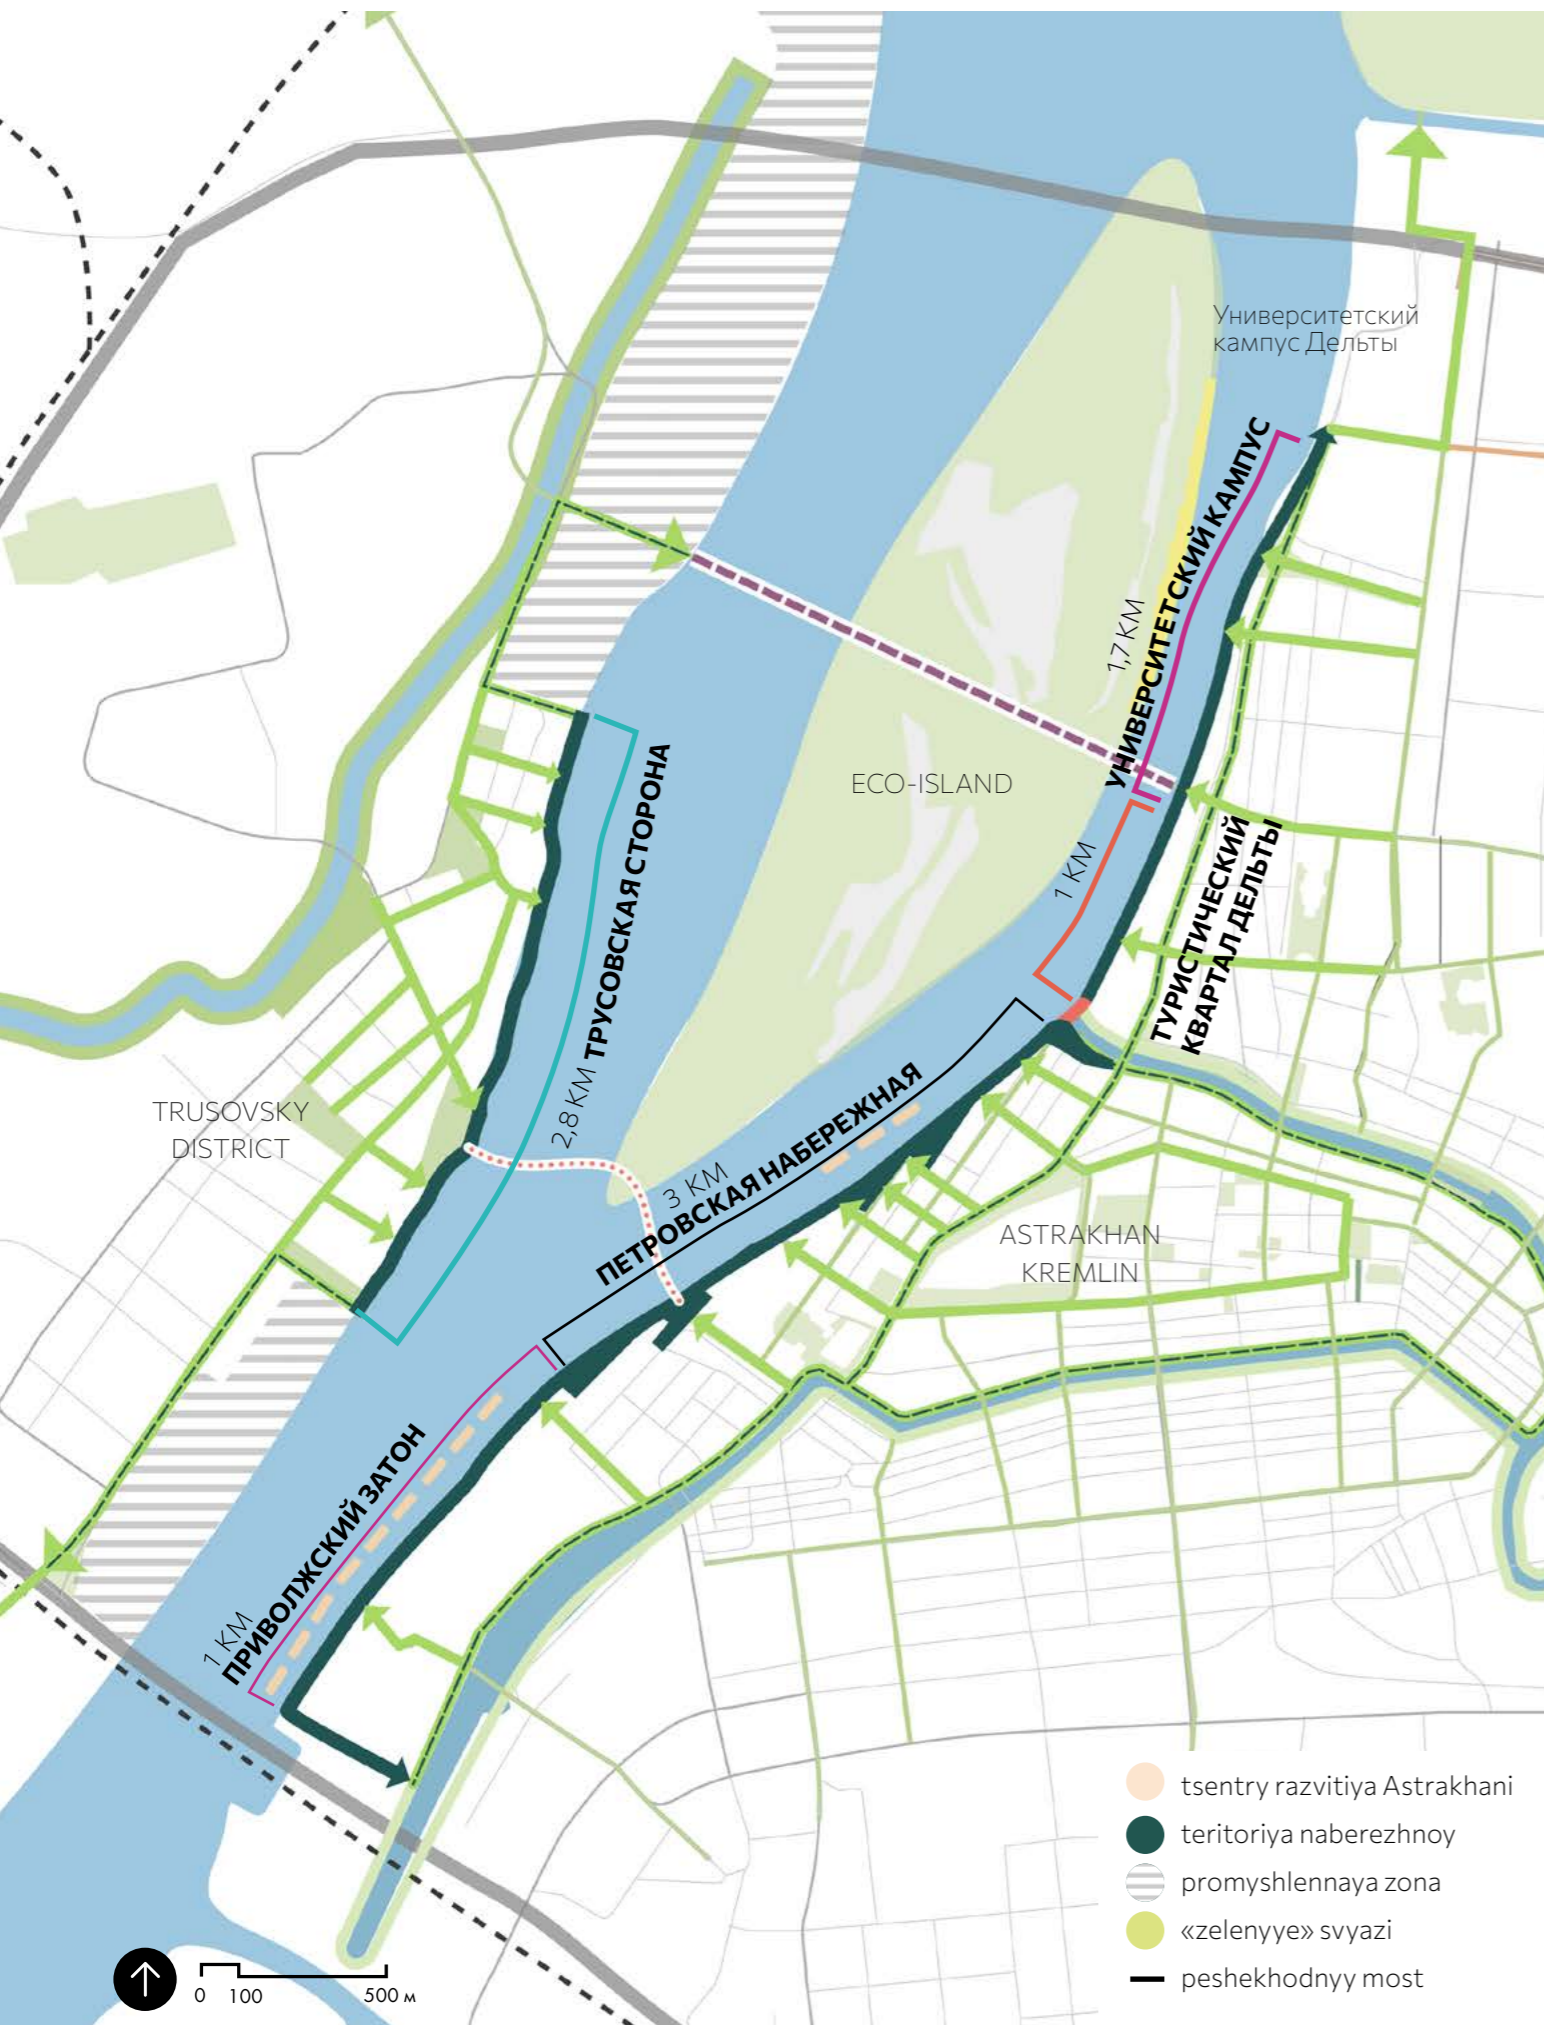 Университетский
кампус Дельты
УНИВЕРСИТЕТСКИЙ КАМПУС
1,7 КМ
ECO-ISLAND
ТРУСОВСКАЯ СТОРОНА
2,8 КМ
1 КМ
ТУРИСТИЧЕСКИЙ
КВАРТАЛ ДЕЛЬТЫ
TRUSOVSKY
DISTRICT
3 КМ
ПЕТРОВСКАЯ НАБЕРЕЖНАЯ
ASTRAKHAN
KREMLIN
1 КМ
ПРИВОЛЖСКИЙ ЗАТОН
tsentry razvitiya Astrakhani
teritoriya naberezhnoy
promyshlennaya zona
«zelenyye» svyazi
peshekhodnyy most
0 100 500 м